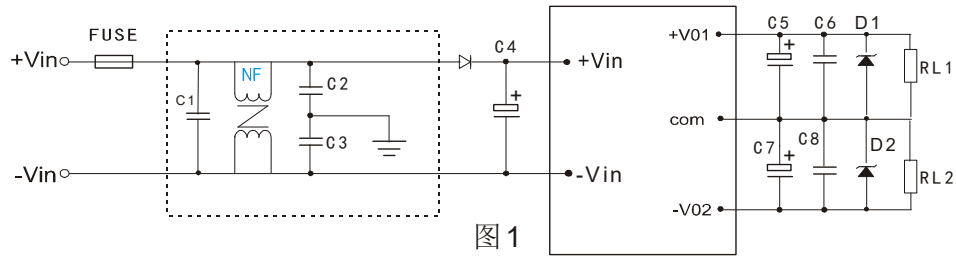 FUSE
+Vin
NF
C1
C2
C3
-Vin
C4
+Vin
-Vin
+V01
com
-V02
C5
C6
D1
RL1
C7
C8
D2
RL2
图1